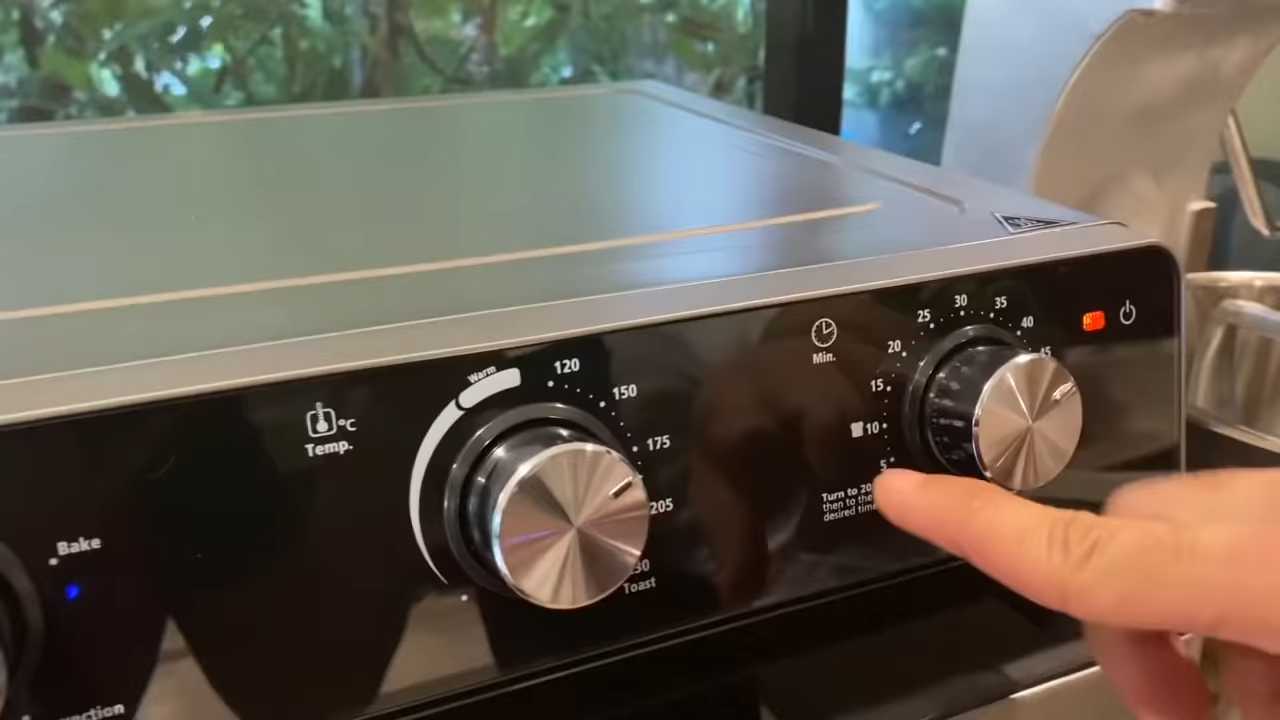 Bake
°C
Temp.
Warm
120
150
175
205
30
Toast
Min.
5
10
15
20
25
30
35
40
45
Turn to 20
then to the
desired time